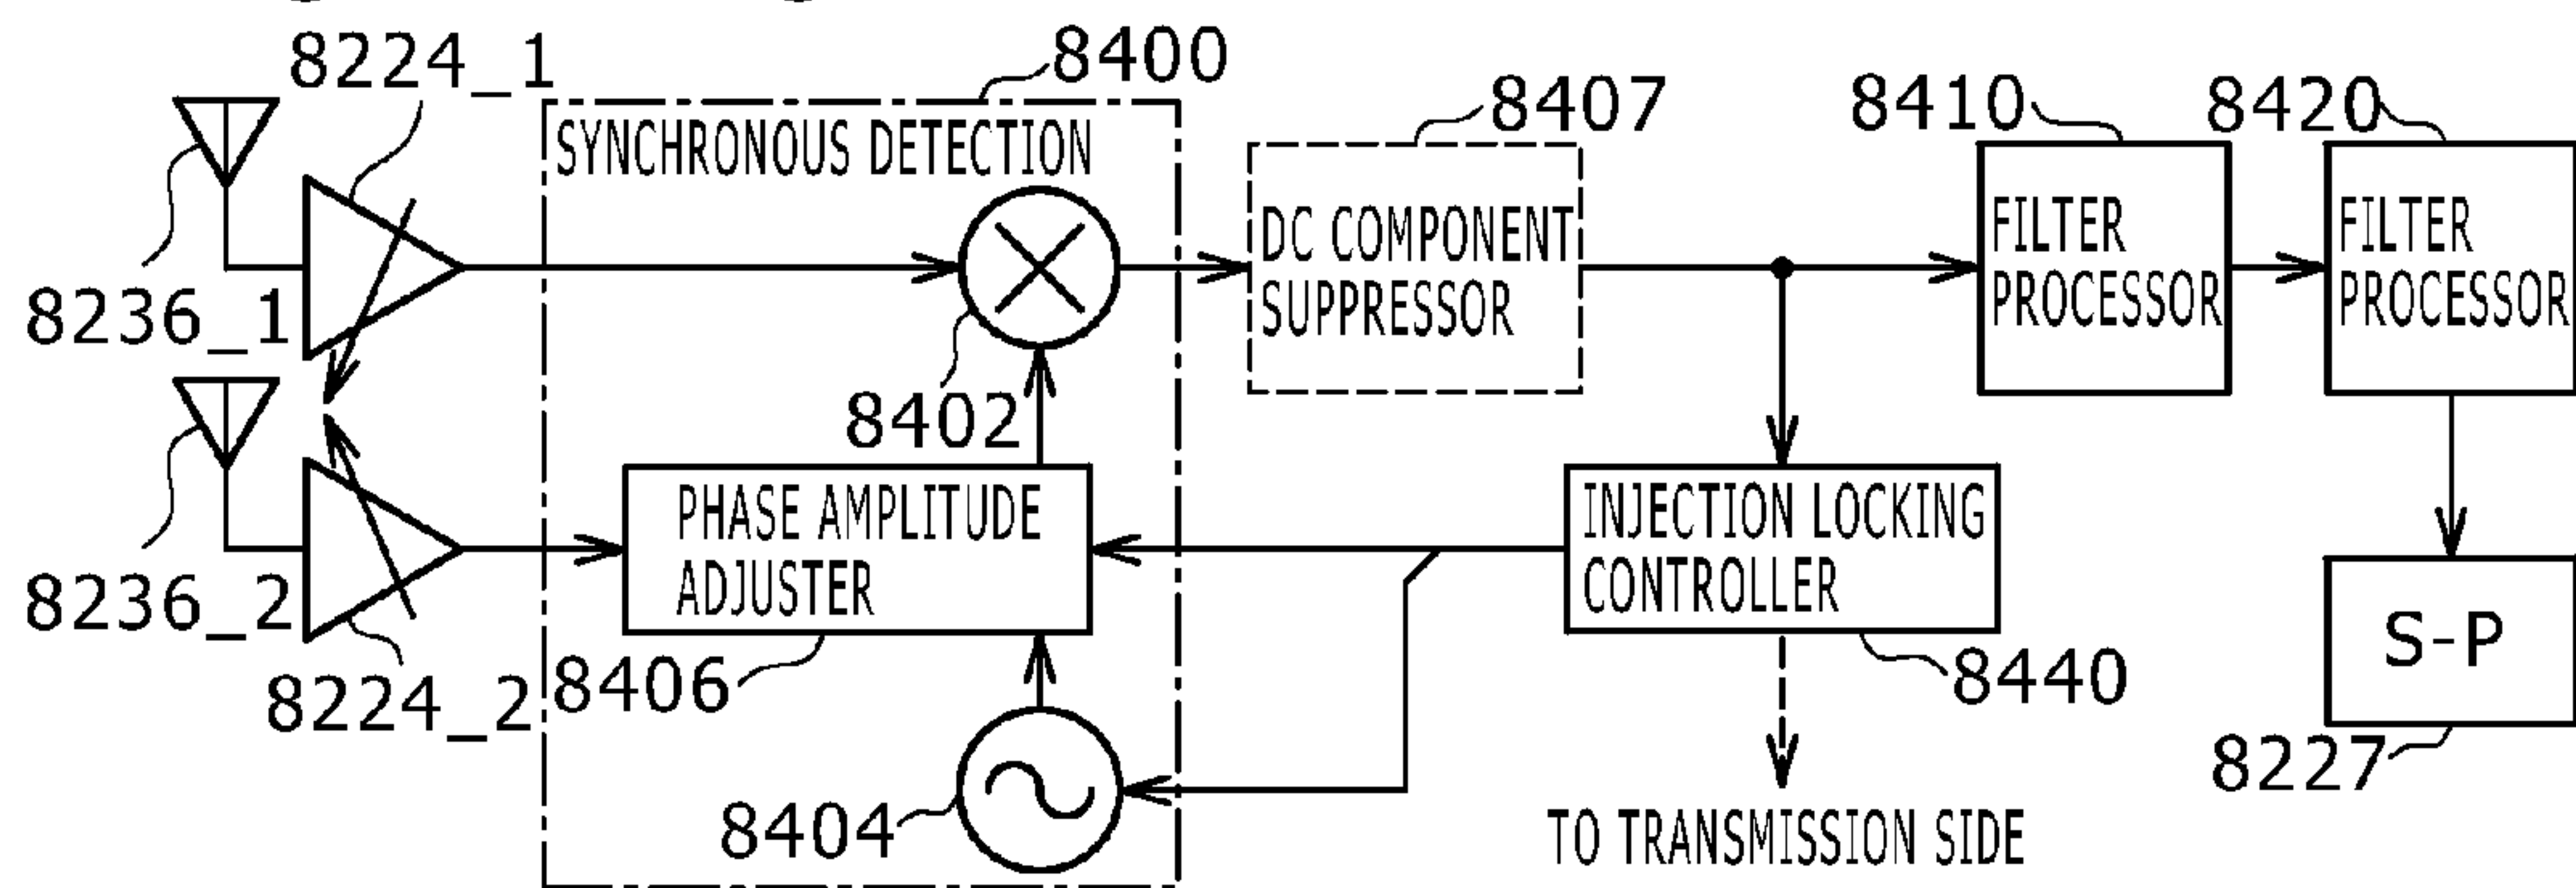 8224_1
8400
8407
8410
8420
SYNCHRONOUS DETECTION
DC COMPONENT
SUPPRESSOR
FILTER
PROCESSOR
FILTER
PROCESSOR
8236_1
8402
PHASE AMPLITUDE
ADJUSTER
INJECTION LOCKING
CONTROLLER
8236_2
8224_2
8406
8440
S-P
8227
8404
TO TRANSMISSION SIDE